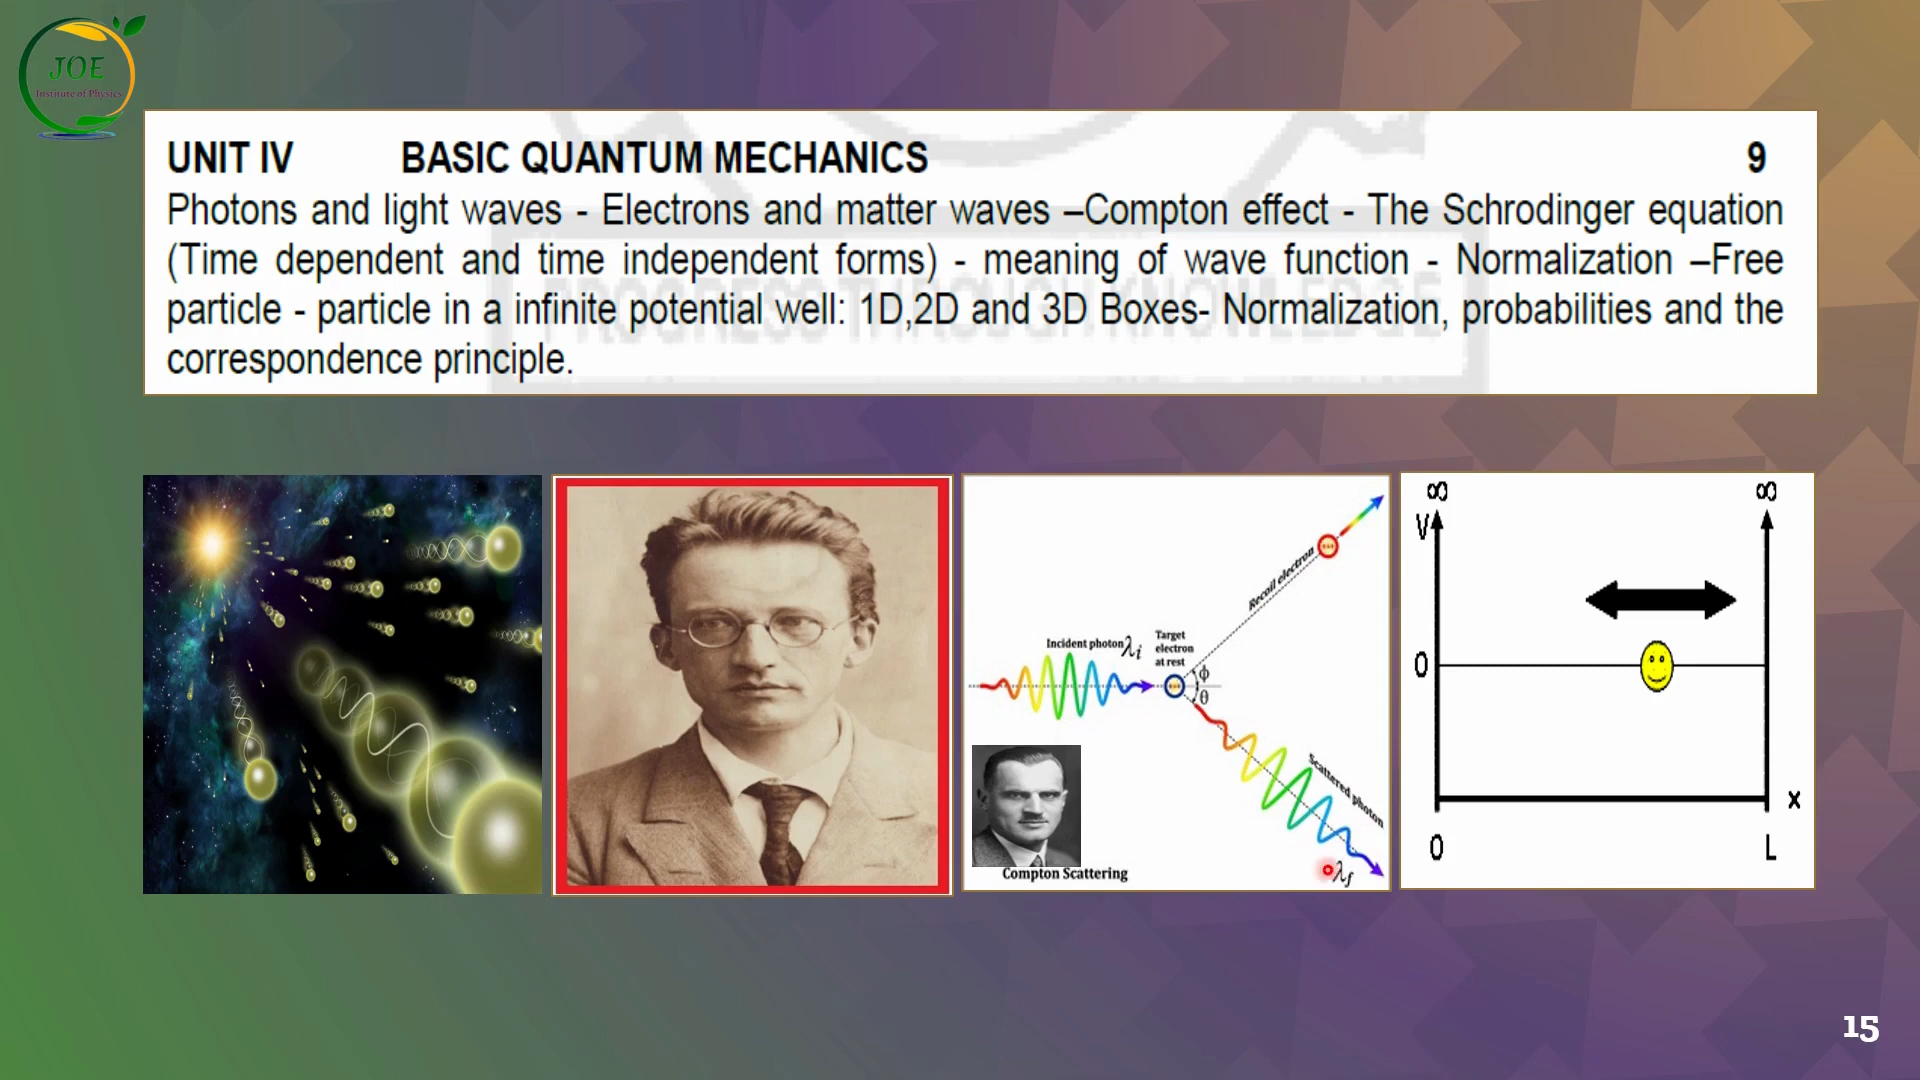 JOE
Institute of Physics
UNIT IV BASIC QUANTUM MECHANICS 9
Photons and light waves - Electrons and matter waves –Compton effect - The Schrodinger equation
(Time dependent and time independent forms) - meaning of wave function - Normalization –Free
particle - particle in a infinite potential well: 1D,2D and 3D Boxes- Normalization, probabilities and the
correspondence principle.
PROGRESS THROUGH KNOWLEDGE
Recoil electron
Incident photon λi
Target
electron
at rest
ϕ
θ
Scattered photon
λf
Compton Scattering
∞ ∞
V
0
x
0 L
15